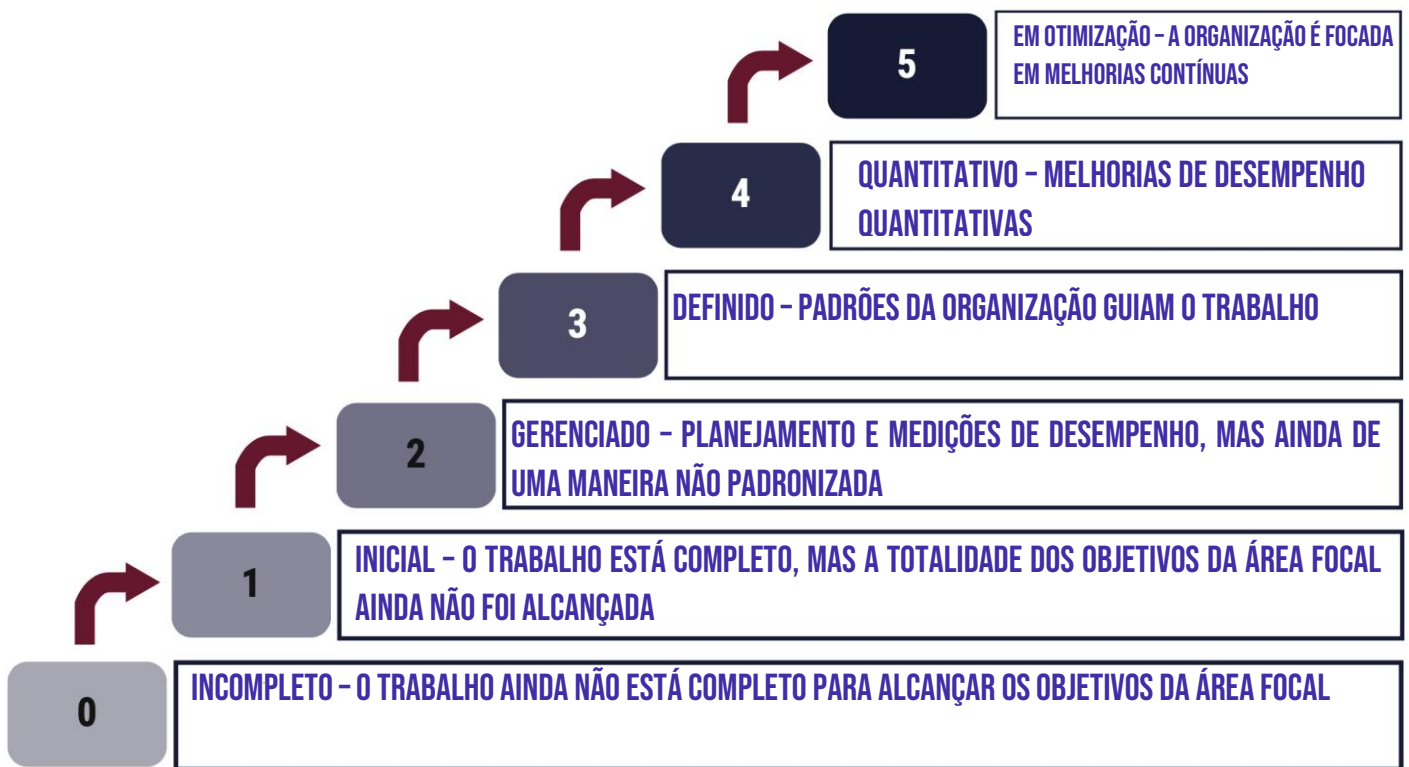 5
EM OTIMIZAÇÃO – A ORGANIZAÇÃO É FOCADA
EM MELHORIAS CONTÍNUAS
4
QUANTITATIVO – MELHORIAS DE DESEMPENHO
QUANTITATIVAS
3
DEFINIDO – PADRÕES DA ORGANIZAÇÃO GUIAM O TRABALHO
2
GERENCIADO – PLANEJAMENTO E MEDIÇÕES DE DESEMPENHO, MAS AINDA DE
UMA MANEIRA NÃO PADRONIZADA
1
INICIAL – O TRABALHO ESTÁ COMPLETO, MAS A TOTALIDADE DOS OBJETIVOS DA ÁREA FOCAL
AINDA NÃO FOI ALCANÇADA
0
INCOMPLETO – O TRABALHO AINDA NÃO ESTÁ COMPLETO PARA ALCANÇAR OS OBJETIVOS DA ÁREA FOCAL